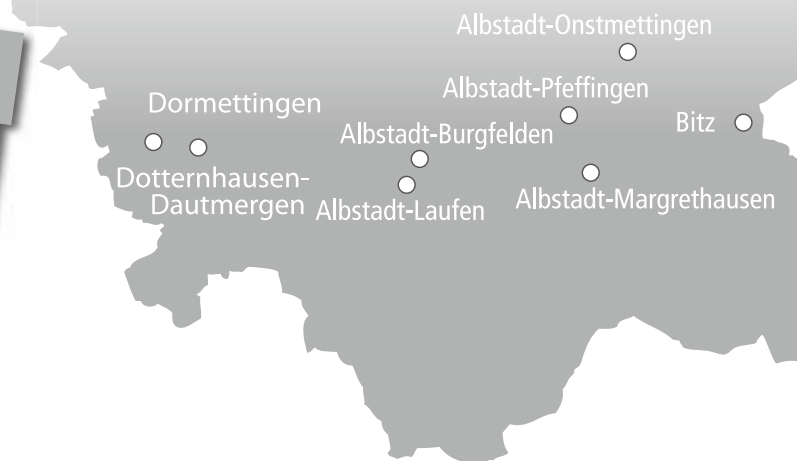 Albstadt-Onstmettingen
Albstadt-Pfeffingen
Dormettingen
Bitz
Albstadt-Burgfelden
Dotternhausen-
Dautmergen
Albstadt-Laufen
Albstadt-Margrethausen